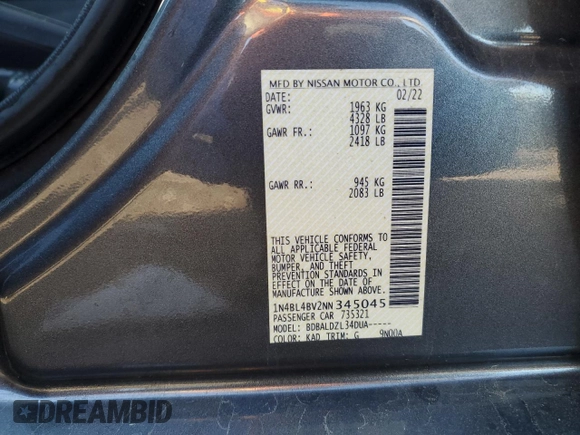 MFD BY NISSAN MOTOR CO., LTD.
DATE: 02/22
GVWR: 1963 KG
4328 LB
GAWR FR.: 1097 KG
2418 LB
GAWR RR.: 945 KG
2083 LB
THIS VEHICLE CONFORMS TO
ALL APPLICABLE FEDERAL
MOTOR VEHICLE SAFETY,
BUMPER, AND THEFT
PREVENTION STANDARDS IN
EFFECT ON THE DATE OF
MANUFACTURE SHOWN ABOVE.
1N4BL4BV2NN345045
PASSENGER CAR 735321
MODEL: BDBALDZL34DUA-----
COLOR: KAD TRIM: G 9N00A
DREAMBID